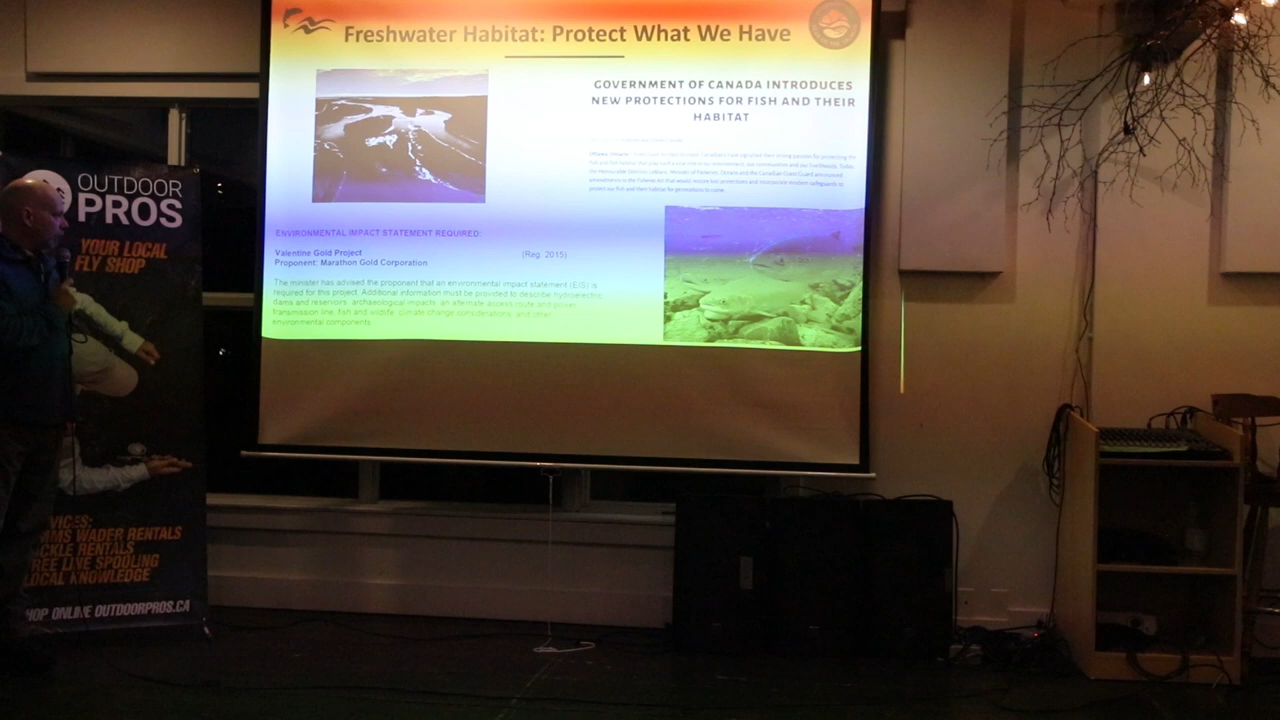 Freshwater Habitat: Protect What We Have
GOVERNMENT OF CANADA INTRODUCES
NEW PROTECTIONS FOR FISH AND THEIR
HABITAT
ENVIRONMENTAL IMPACT STATEMENT REQUIRED:
Valentine Gold Project (Reg. 2015)
Proponent: Marathon Gold Corporation
The minister has advised the proponent that an environmental impact statement (EIS) is
required for this project. Additional information must be provided to describe hydroelectric
dams and reservoirs, archaeological impacts, an alternate access route and power
transmission line, fish and wildlife, climate change considerations, and other
environmental components.
OUTDOOR
PROS
YOUR LOCAL
FLY SHOP
VICES:
MMS WADER RENTALS
CKLE RENTALS
REE LINE SPOOLING
LOCAL KNOWLEDGE
HOP ONLINE OUTDOORPROS.CA